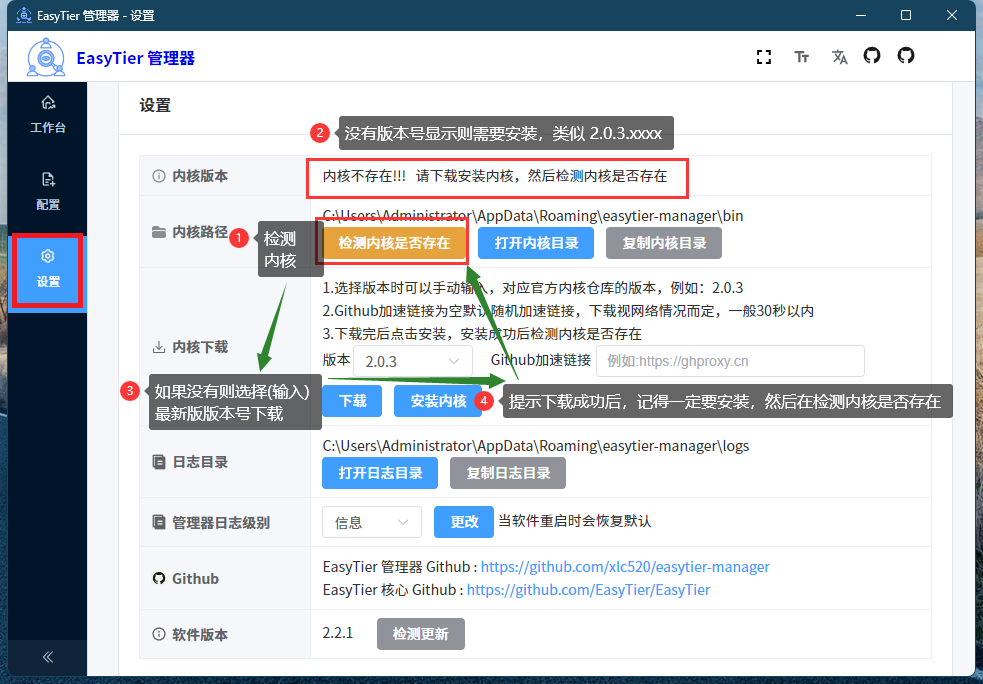 EasyTier 管理器 - 设置
EasyTier 管理器
工作台
配置
设置
设置
2 没有版本号显示则需要安装，类似 2.0.3.xxxx
内核版本
内核不存在!!! 请下载安装内核，然后检测内核是否存在
内核路径
C:\Users\Administrator\AppData\Roaming\easytier-manager\bin
1 检测
内核
检测内核是否存在 打开内核目录 复制内核目录
内核下载
1.选择版本时可以手动输入，对应官方内核仓库的版本，例如：2.0.3
2.Github加速链接为空默认随机加速链接，下载视网络情况而定，一般30秒以内
3.下载完后点击安装，安装成功后检测内核是否存在
版本 2.0.3 Github加速链接 例如:https://ghproxy.cn
3 如果没有则选择(输入)
最新版版本号下载
下载 安装内核
4 提示下载成功后，记得一定要安装，然后在检测内核是否存在
日志目录
C:\Users\Administrator\AppData\Roaming\easytier-manager\logs
打开日志目录 复制日志目录
管理器日志级别
信息 更改 当软件重启时会恢复默认
Github
EasyTier 管理器 Github : https://github.com/xlc520/easytier-manager
EasyTier 核心 Github : https://github.com/EasyTier/EasyTier
软件版本
2.2.1 检测更新